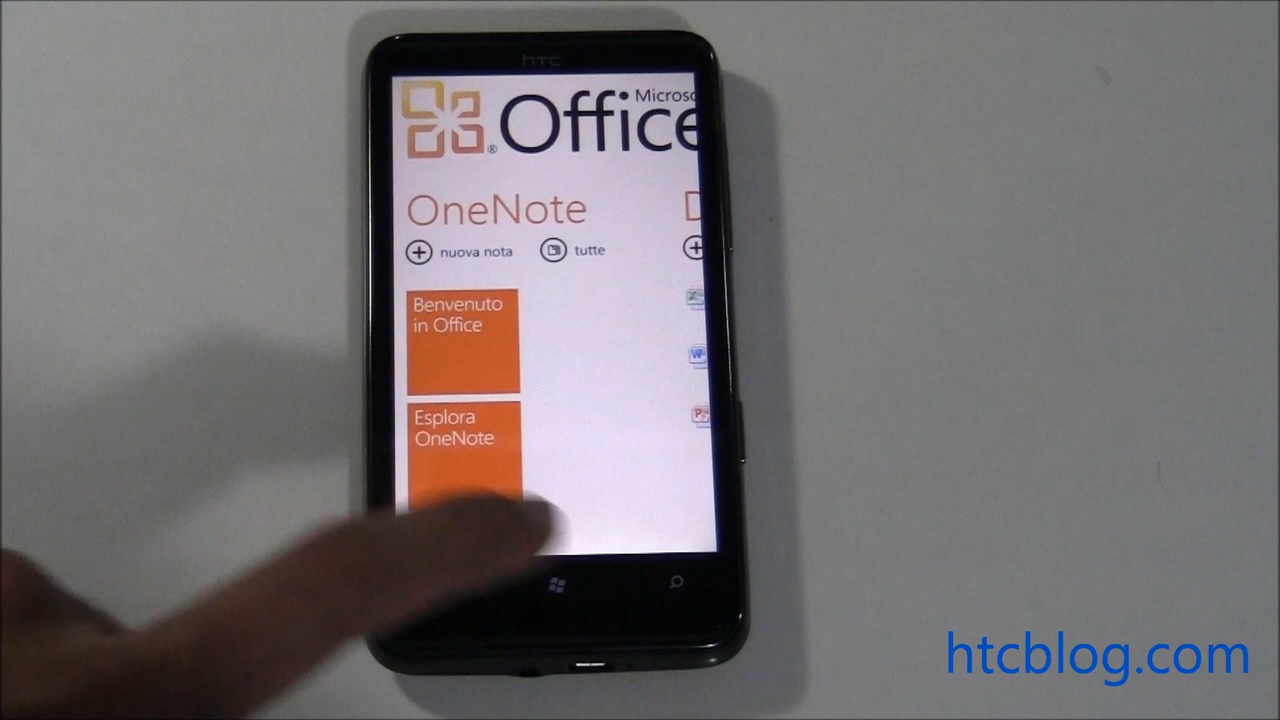 hTC
Microso
Office
®
OneNote
D
nuova nota
tutte
Benvenuto
in Office
Esplora
OneNote
htcblog.com